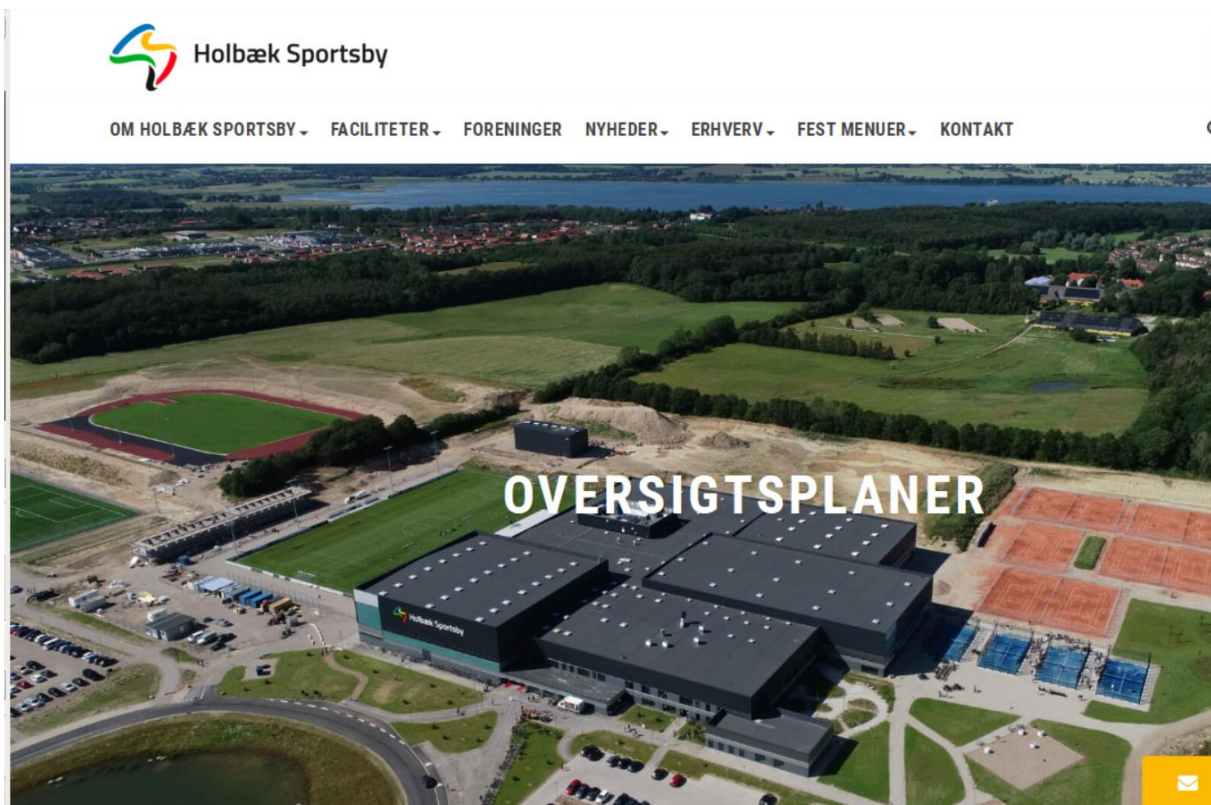 Holbæk Sportsby
OM HOLBÆK SPORTSBY FACILITETER FORENINGER NYHEDER ERHVERV FEST MENUER KONTAKT
OVERSIGTSPLANER
Holbæk Sportsby